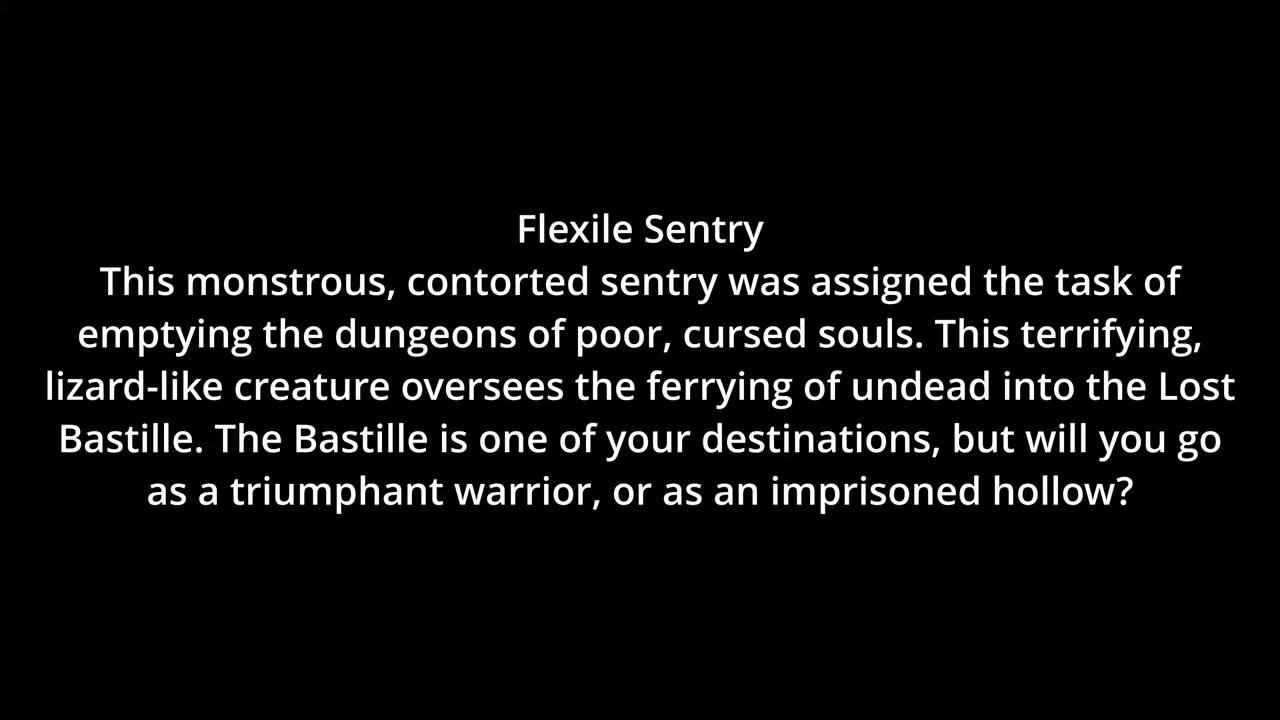 Flexile Sentry
This monstrous, contorted sentry was assigned the task of
emptying the dungeons of poor, cursed souls. This terrifying,
lizard-like creature oversees the ferrying of undead into the Lost
Bastille. The Bastille is one of your destinations, but will you go
as a triumphant warrior, or as an imprisoned hollow?